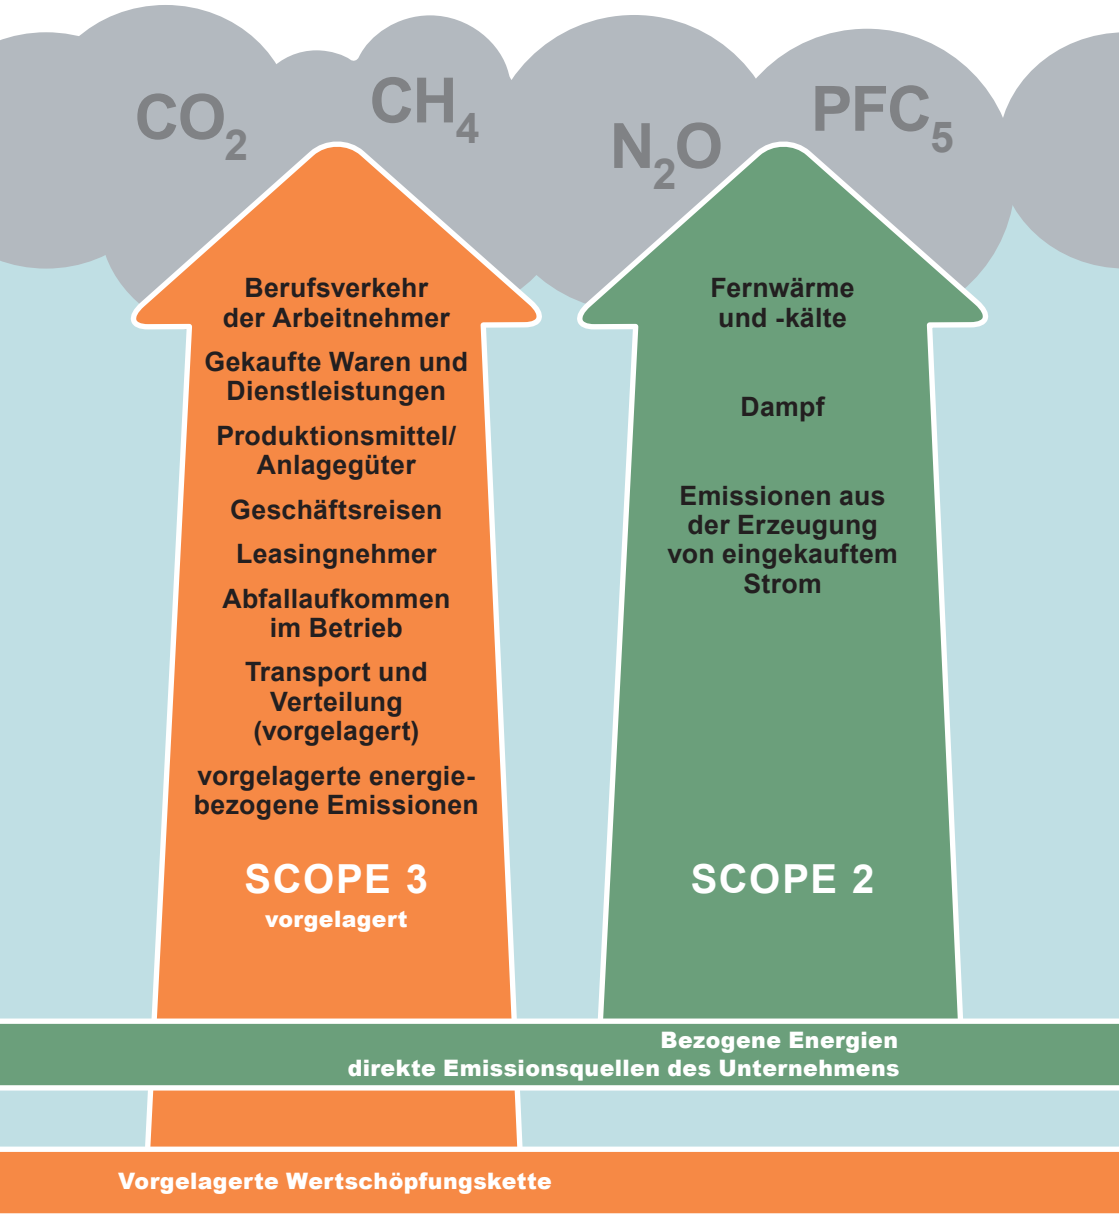 CO2
CH4
N2O
PFC5
Berufsverkehr
der Arbeitnehmer
Gekaufte Waren und
Dienstleistungen
Produktionsmittel/
Anlagegüter
Geschäftsreisen
Leasingnehmer
Abfallaufkommen
im Betrieb
Transport und
Verteilung
(vorgelagert)
vorgelagerte energie-
bezogene Emissionen
SCOPE 3
vorgelagert
Fernwärme
und -kälte
Dampf
Emissionen aus
der Erzeugung
von eingekauftem
Strom
SCOPE 2
Bezogene Energien
direkte Emissionsquellen des Unternehmens
Vorgelagerte Wertschöpfungskette